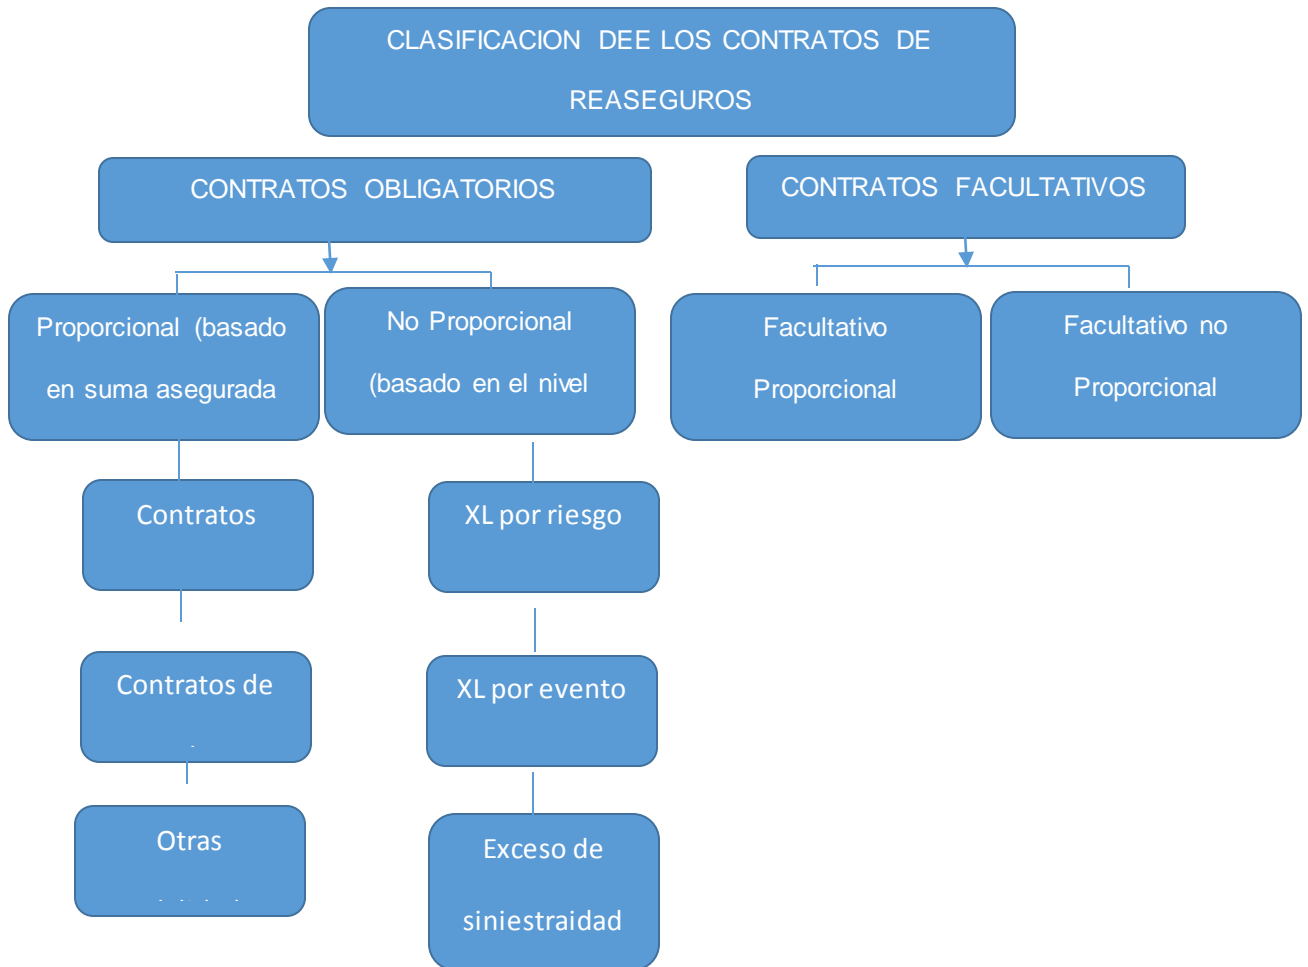 CLASIFICACION DEE LOS CONTRATOS DE
REASEGUROS
CONTRATOS OBLIGATORIOS
CONTRATOS FACULTATIVOS
Proporcional (basado
en suma asegurada
No Proporcional
(basado en el nivel
Facultativo
Proporcional
Facultativo no
Proporcional
Contratos
XL por riesgo
Contratos de
XL por evento
Otras
Exceso de
siniestraidad